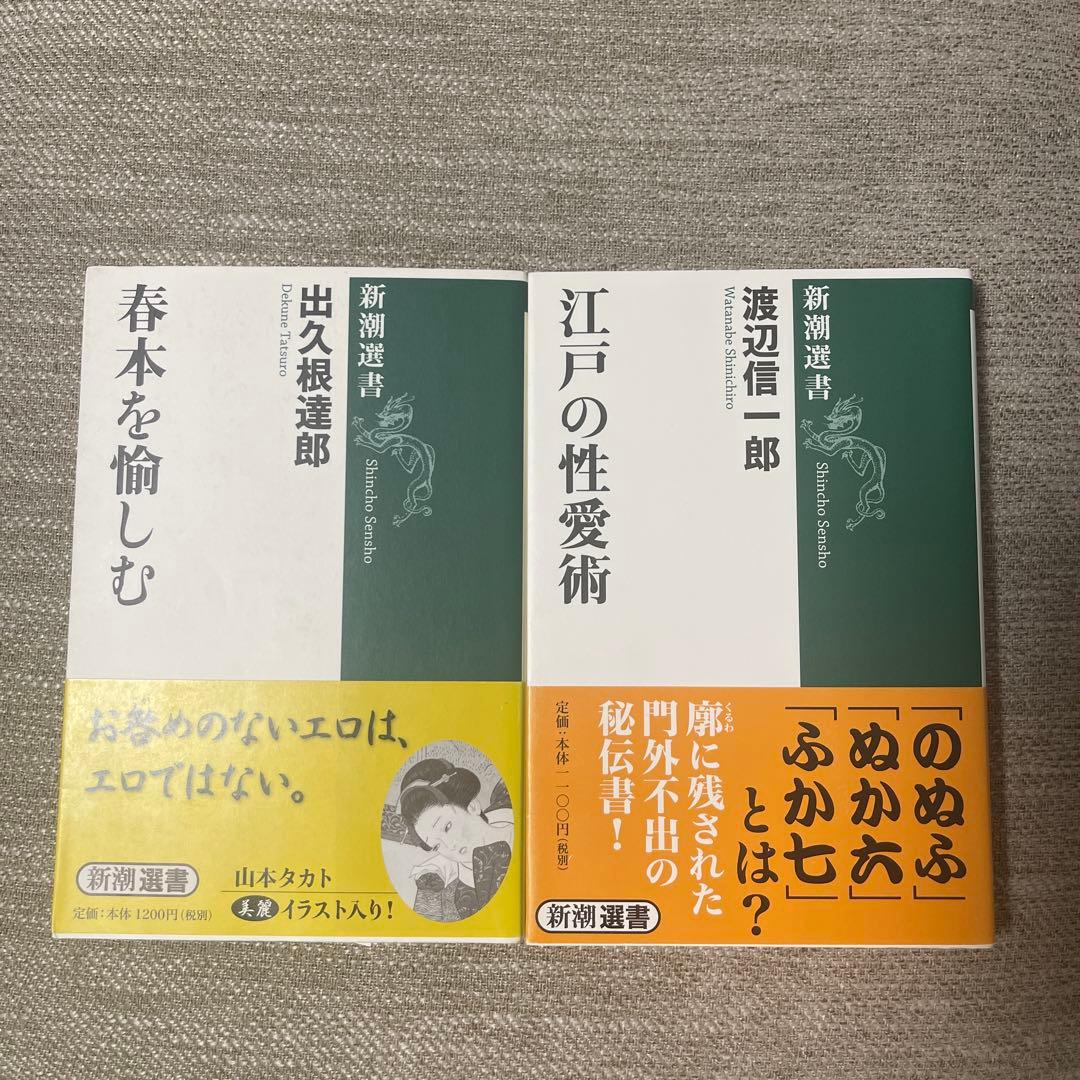 新潮選書
Shincho Sensho
出久根達郎
Dekune Tatsuro
春本を愉しむ
お咎めのないエロは、
エロではない。
山本タカト
美麗イラスト入り!
新潮選書
定価:本体1200円(税別)
新潮選書
Shincho Sensho
渡辺信一郎
Watanabe Shinichiro
江戸の性愛術
「のぬふ」
「ぬか六」
「ふか七」
とは?
くるわ
廓に残された
門外不出の
秘伝書!
定価:本体一一〇〇円(税別)
新潮選書